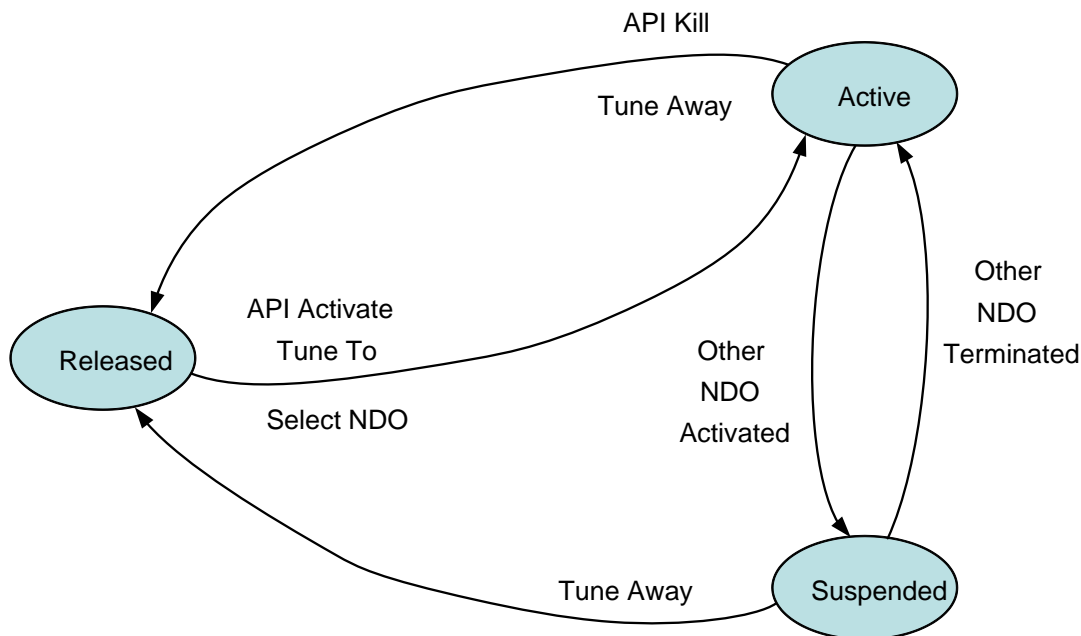 API Kill
Tune Away
Active
API Activate
Tune To
Select NDO
Released
Other
NDO
Activated
Other
NDO
Terminated
Tune Away
Suspended